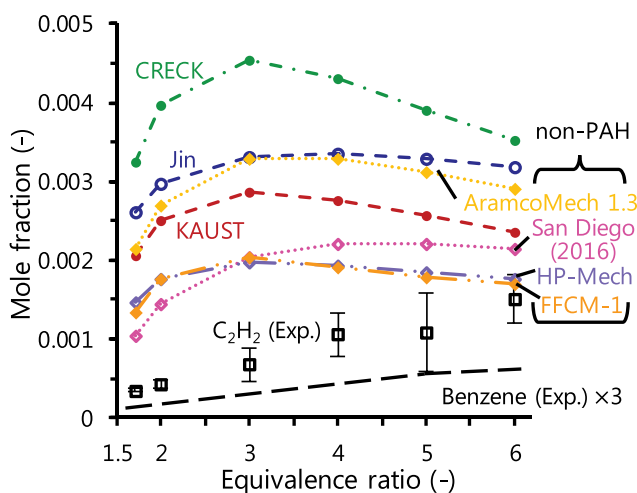 0.005
CRECK
0.004
non-PAH
Jin
0.003
AramcoMech 1.3
KAUST
San Diego
(2016)
0.002
HP-Mech
FFCM-1
C₂H₂ (Exp.)
0.001
Benzene (Exp.) ×3
0
1.5 2 3 4 5 6
Equivalence ratio (-)
Mole fraction (-)